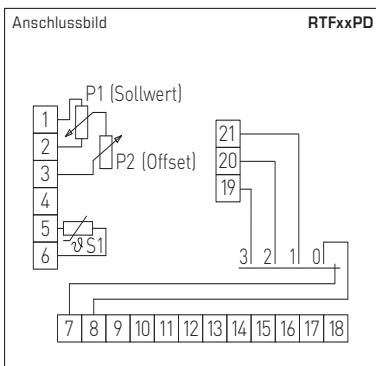 Anschlussbild RTFxxPD
P1 (Sollwert)
1
2
P2 (Offset)
3
4
5
ϑ S1
6
21
20
19
3 2 1 0
7 8 9 10 11 12 13 14 15 16 17 18